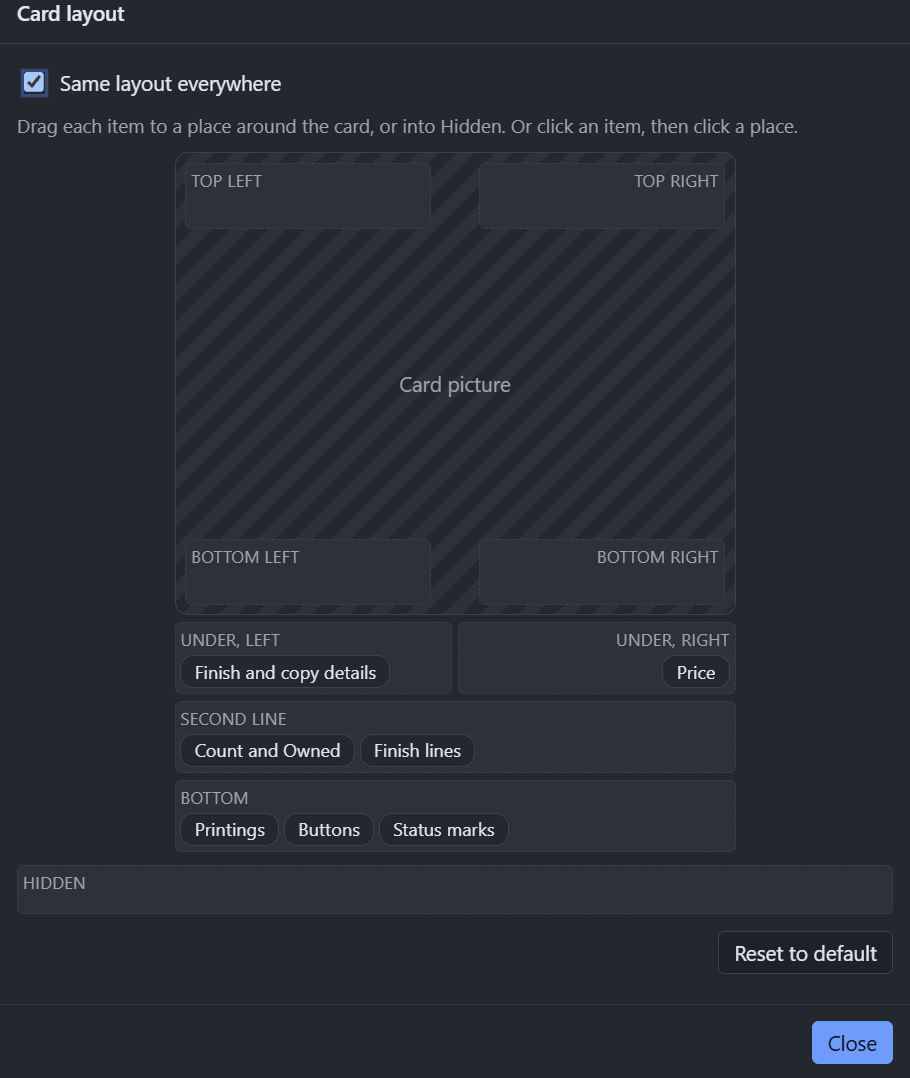 Card layout
Same layout everywhere
Drag each item to a place around the card, or into Hidden. Or click an item, then click a place.
TOP LEFT
TOP RIGHT
Card picture
BOTTOM LEFT
BOTTOM RIGHT
UNDER, LEFT
UNDER, RIGHT
Finish and copy details
Price
SECOND LINE
Count and Owned
Finish lines
BOTTOM
Printings
Buttons
Status marks
HIDDEN
Reset to default
Close